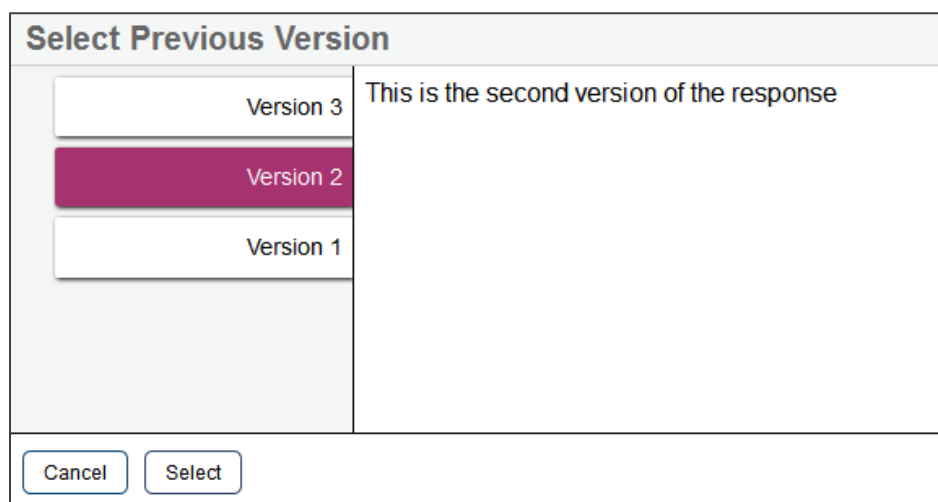 Select Previous Version
Version 3
Version 2
Version 1
This is the second version of the response
Cancel
Select